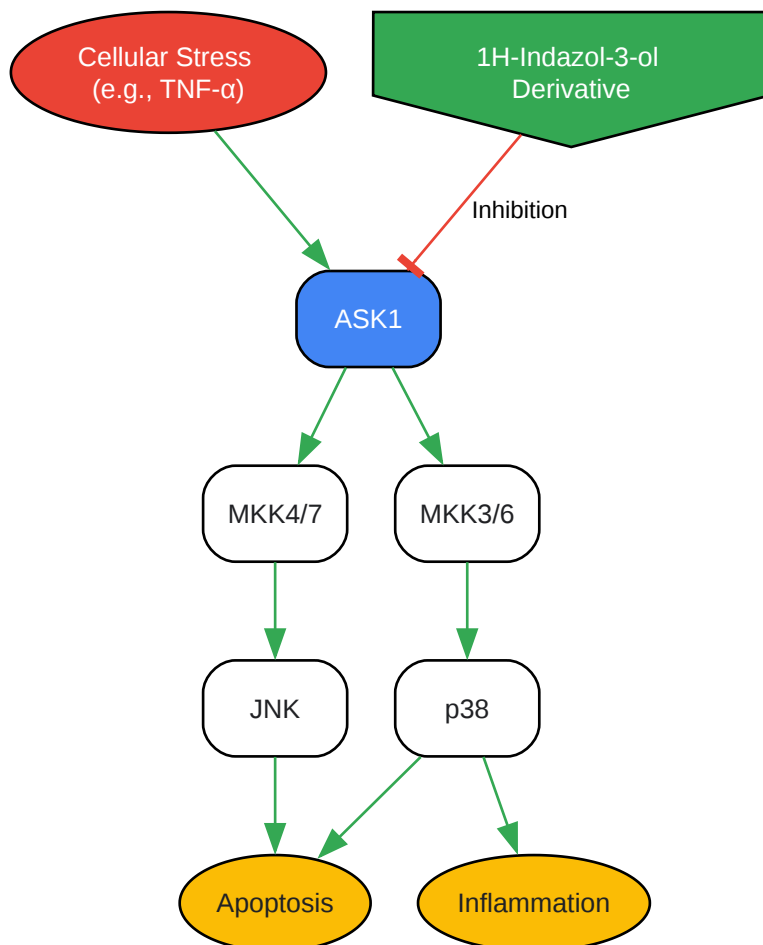 Cellular Stress
(e.g., TNF-α)
1H-Indazol-3-ol
Derivative
Inhibition
ASK1
MKK4/7
MKK3/6
JNK
p38
Apoptosis
Inflammation